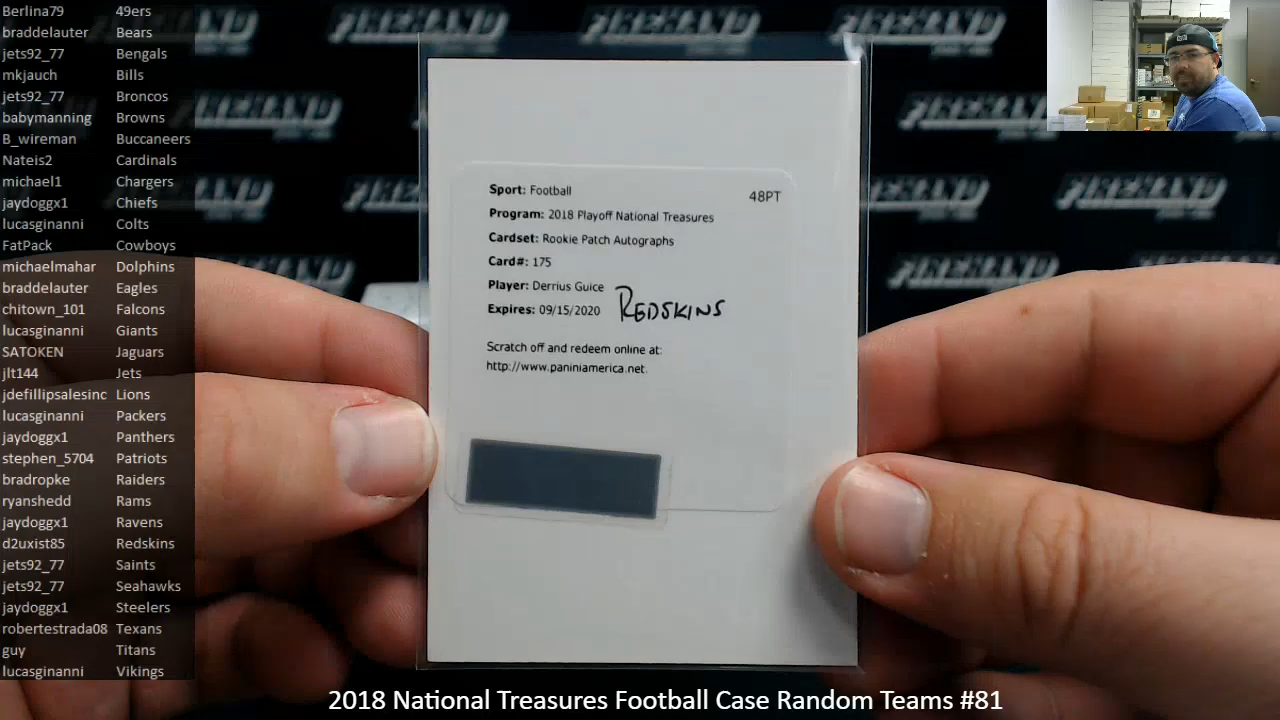 Berlina79 49ers
braddelauter Bears
jets92_77 Bengals
mkjauch Bills
jets92_77 Broncos
babymanning Browns
B_wireman Buccaneers
Nateis2 Cardinals
michael1 Chargers
jaydoggx1 Chiefs
lucasginanni Colts
FatPack Cowboys
michaelmahar Dolphins
braddelauter Eagles
chitown_101 Falcons
lucasginanni Giants
SATOKEN Jaguars
jlt144 Jets
jdefillipsalesinc Lions
lucasginanni Packers
jaydoggx1 Panthers
stephen_5704 Patriots
bradropke Raiders
ryanshedd Rams
jaydoggx1 Ravens
d2uxist85 Redskins
jets92_77 Saints
jets92_77 Seahawks
jaydoggx1 Steelers
robertestrada08 Texans
guy Titans
lucasginanni Vikings
Sport: Football
48PT
Program: 2018 Playoff National Treasures
Cardset: Rookie Patch Autographs
Card#: 175
Player: Derrius Guice
Expires: 09/15/2020 REDSKINS
Scratch off and redeem online at:
http://www.paniniamerica.net.
2018 National Treasures Football Case Random Teams #81